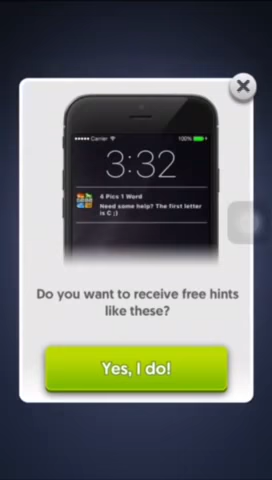 Carrier 100%
3:32
4 Pics 1 Word
Need some help? The first letter
is C ;)
Do you want to receive free hints
like these?
Yes, I do!